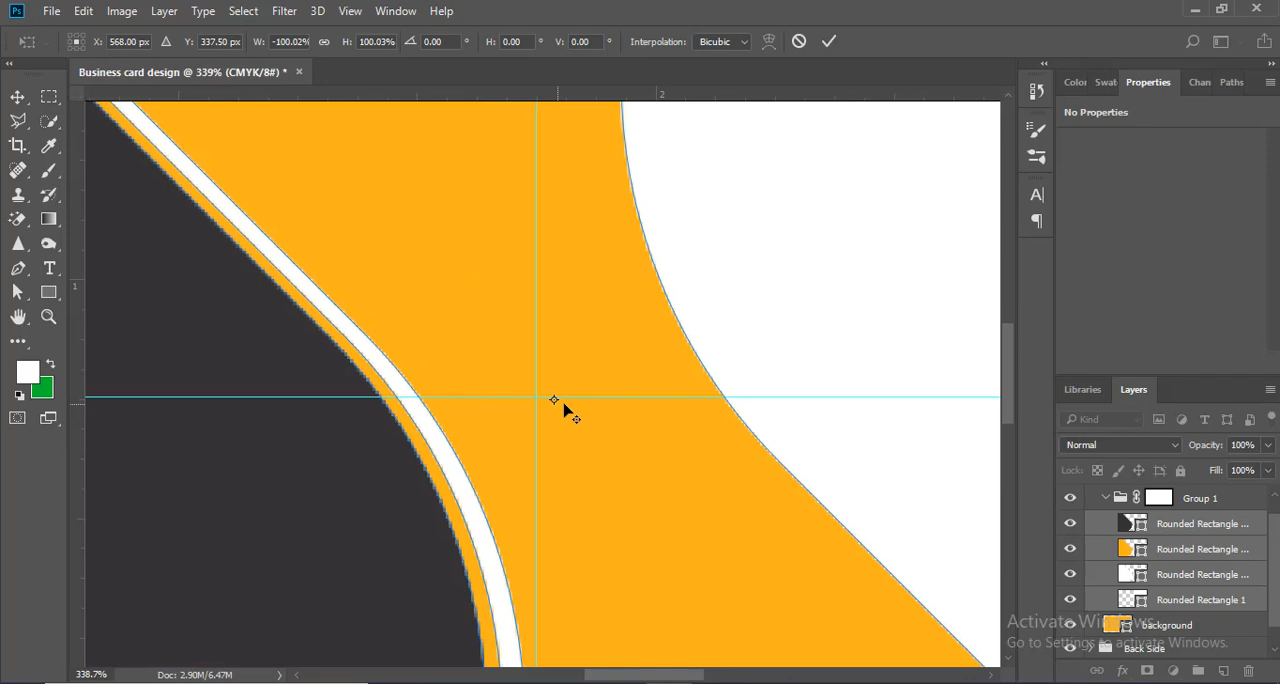 Ps File Edit Image Layer Type Select Filter 3D View Window Help
X: 568.00 px Y: 337.50 px W: -100.02% H: 100.03% 0.00 ° H: 0.00 ° V: 0.00 ° Interpolation: Bicubic
Business card design @ 339% (CMYK/8#) * ×
Color Swat Properties Chan Paths
No Properties
2
1
Libraries Layers
Kind
Normal Opacity: 100%
Lock: Fill: 100%
Group 1
Rounded Rectangle ...
Rounded Rectangle ...
Rounded Rectangle ...
Rounded Rectangle 1
background
Back Side
Activate Windows
Go to Settings to activate Windows.
338.7% Doc: 2.90M/6.47M